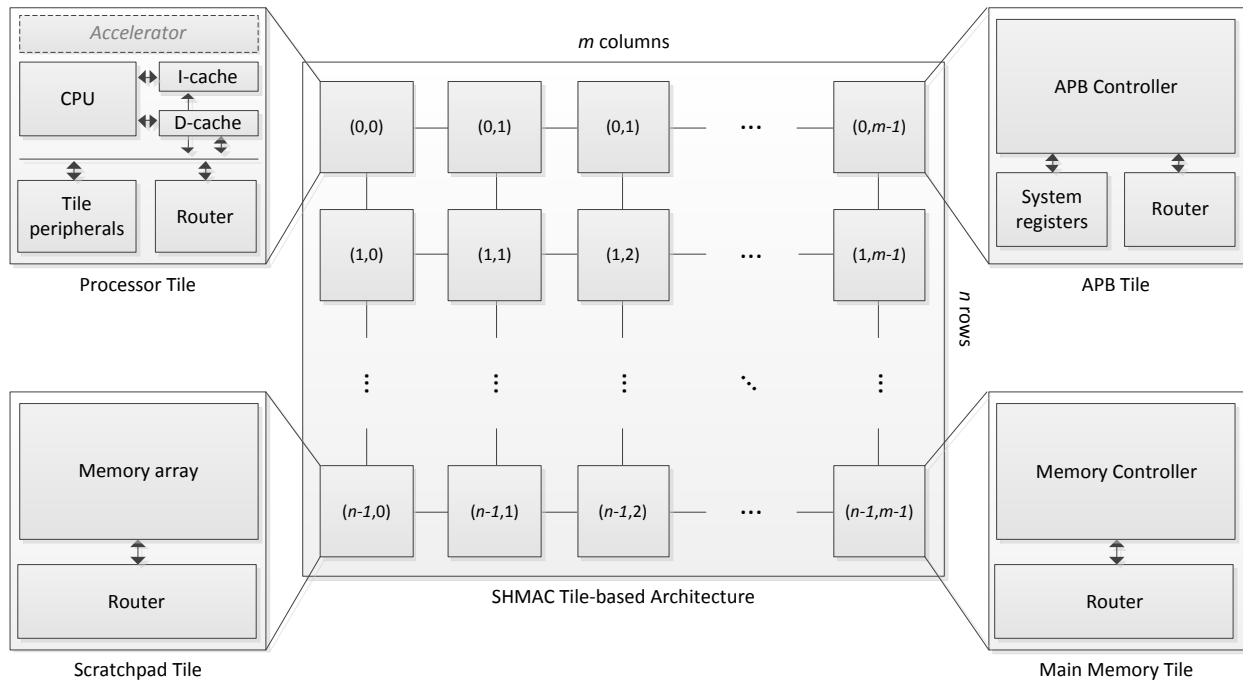 Accelerator
CPU
I-cache
D-cache
Tile
peripherals
Router
Processor Tile
m columns
(0,0)
(0,1)
(0,1)
...
(0,m-1)
(1,0)
(1,1)
(1,2)
...
(1,m-1)
n rows
(n-1,0)
(n-1,1)
(n-1,2)
...
(n-1,m-1)
SHMAC Tile-based Architecture
APB Controller
System
registers
Router
APB Tile
Memory array
Router
Scratchpad Tile
Memory Controller
Router
Main Memory Tile